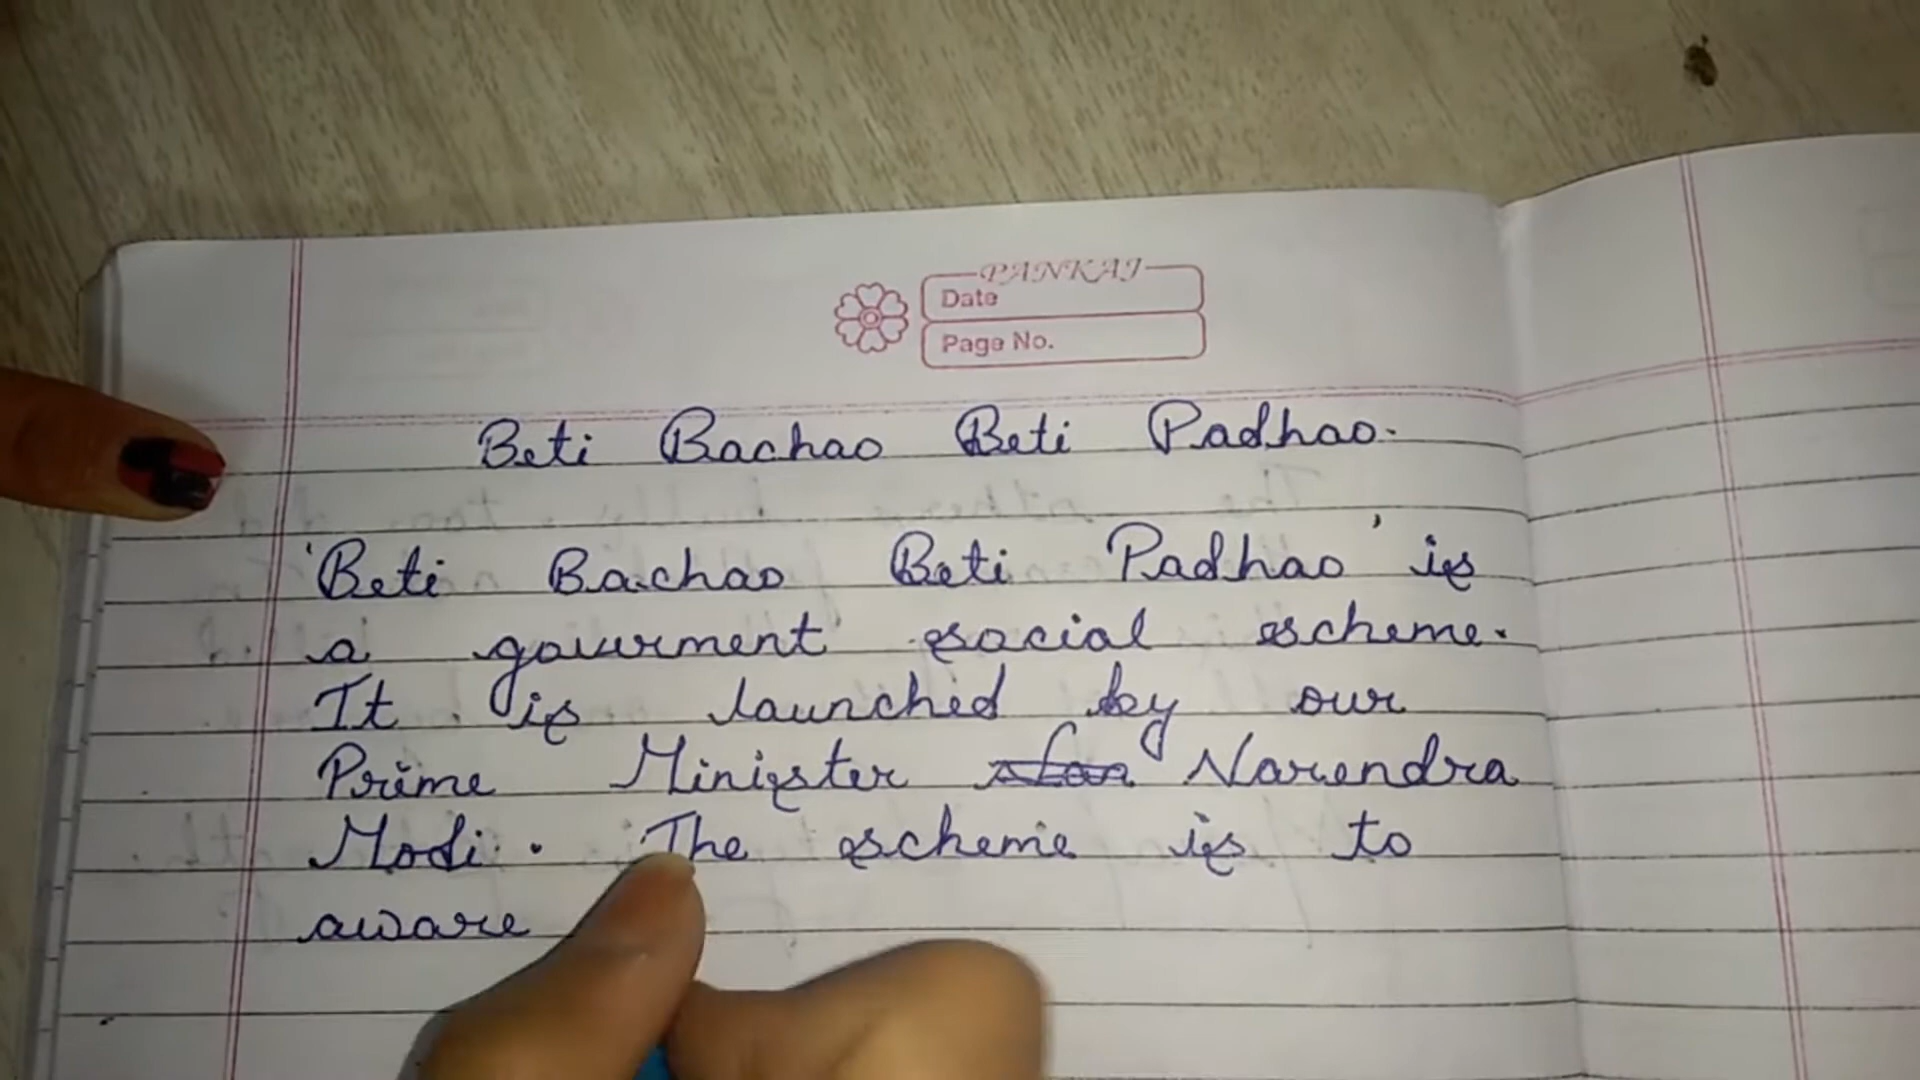 PANKAJ
Date
Page No.
Beti Bachao Beti Padhao.
'Beti Bachao Beti Padhao' is
a gouvrment social scheme.
It is launched by our
Prime Minister Narendra
Modi. The scheme is to
aware